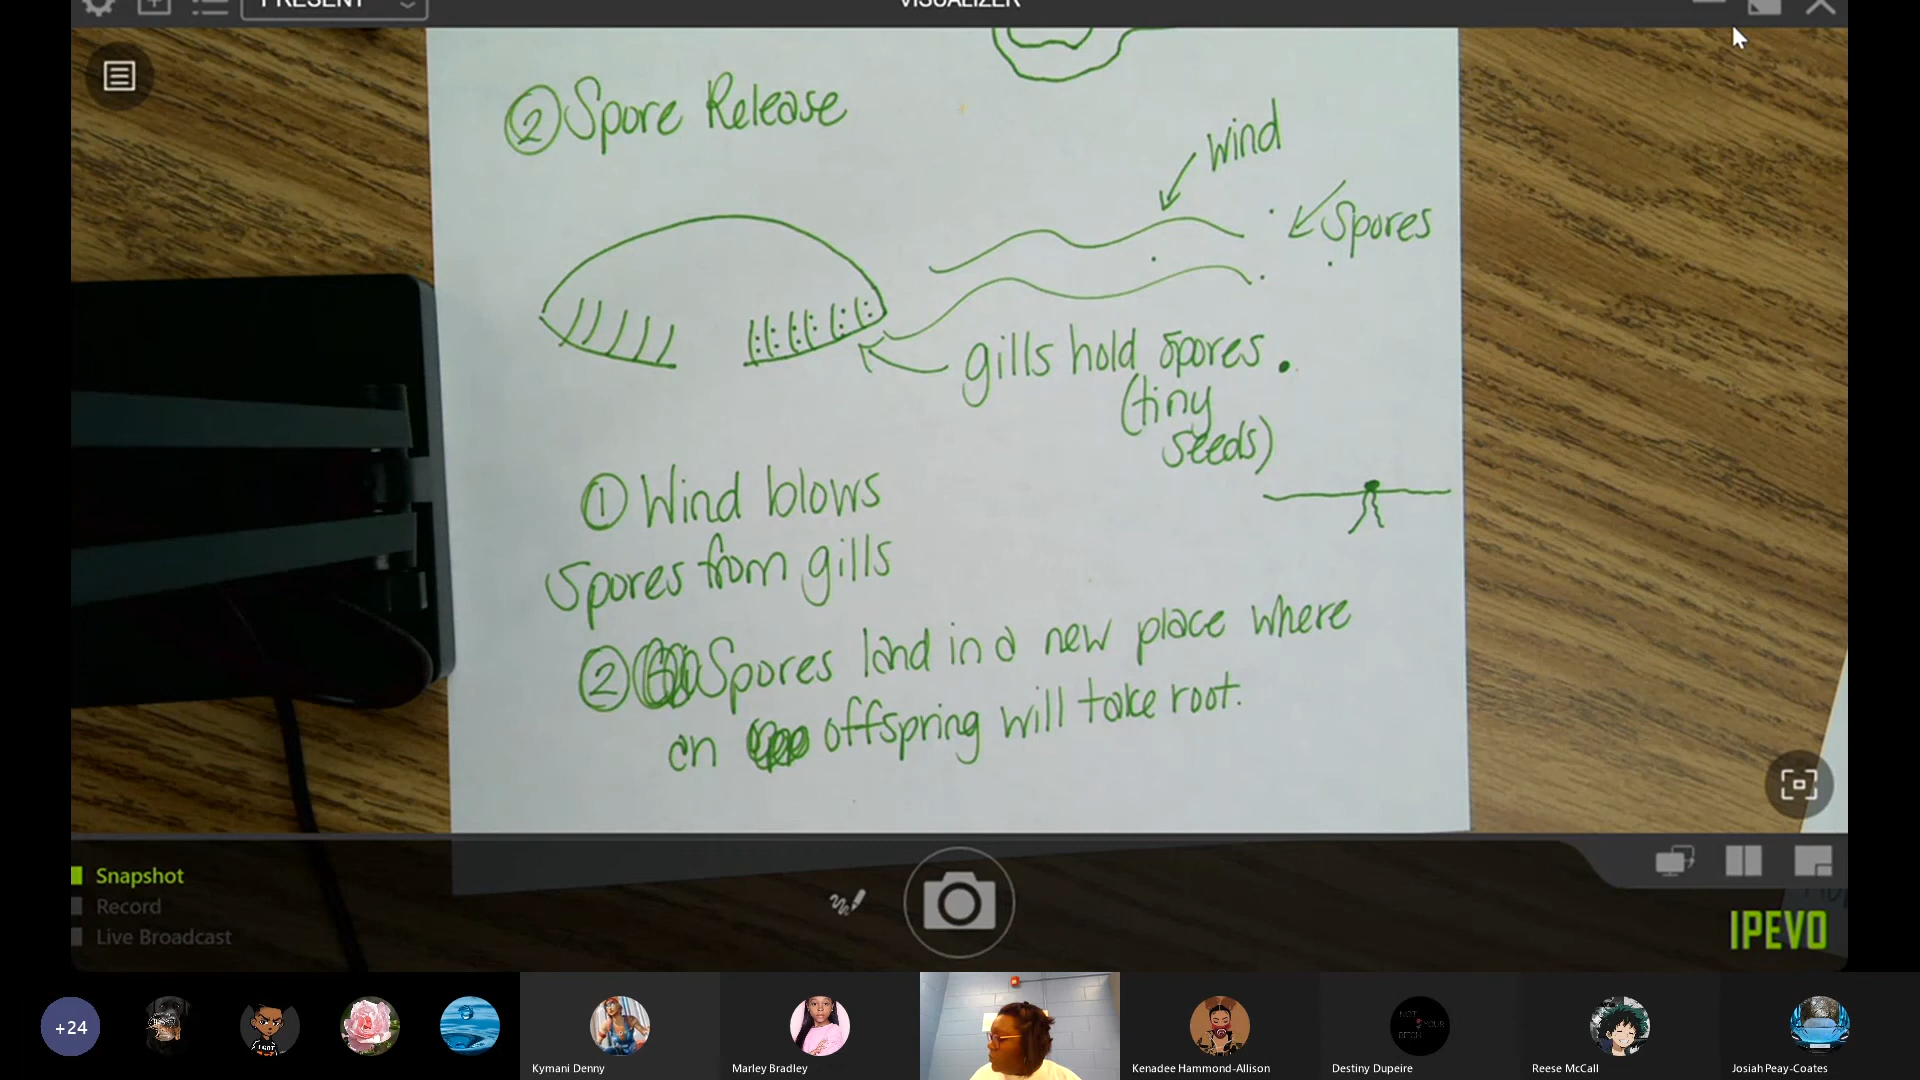 PRESENT
VISUALIZER
② Spore Release
wind
Spores
gills hold spores.
(tiny
seeds)
① Wind blows
Spores from gills
② Spores land in a new place where
an offspring will take root.
Snapshot
Record
Live Broadcast
IPEVO
+24
Kymani Denny
Marley Bradley
Kenadee Hammond-Allison
Destiny Dupeire
Reese McCall
Josiah Peay-Coates